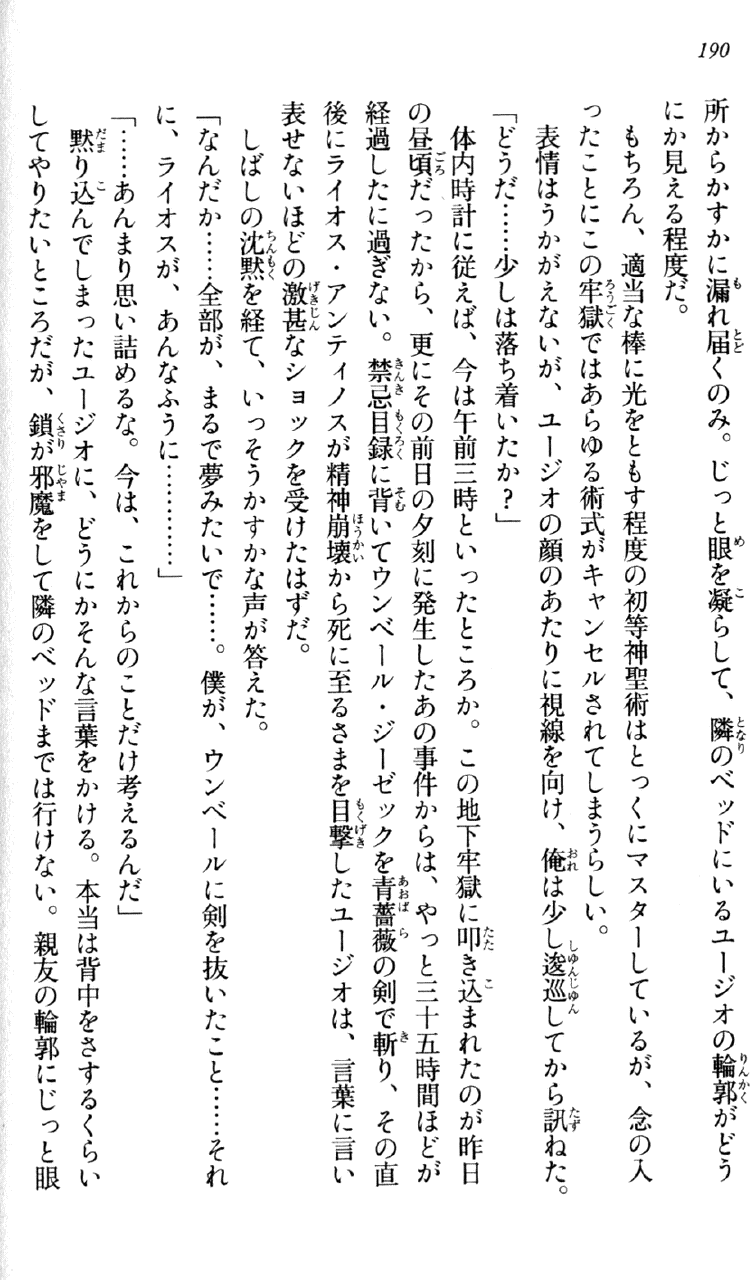 190
所からかすかに漏れ届くのみ。じっと眼を凝らして、隣のベッドにいるユージオの輪郭がどう
にか見える程度だ。
　もちろん、適当な棒に光をともす程度の初等神聖術はとっくにマスターしているが、念の入
ったことにこの牢獄ではあらゆる術式がキャンセルされてしまうらしい。
　表情はうかがえないが、ユージオの顔のあたりに視線を向け、俺は少し逡巡してから訊ねた。
「どうだ……少しは落ち着いたか？」
　体内時計に従えば、今は午前三時といったところか。この地下牢獄に叩き込まれたのが昨日
の昼頃だったから、更にその前日の夕刻に発生したあの事件からは、やっと三十五時間ほどが
経過したに過ぎない。禁忌目録に背いてウンベール・ジーゼックを青薔薇の剣で斬り、その直
後にライオス・アンティノスが精神崩壊から死に至るさまを目撃したユージオは、言葉に言い
表せないほどの激甚なショックを受けたはずだ。
　しばしの沈黙を経て、いっそうかすかな声が答えた。
「なんだか……全部が、まるで夢みたいで……。僕が、ウンベールに剣を抜いたこと……それ
に、ライオスが、あんなふうに…………」
「……あんまり思い詰めるな。今は、これからのことだけ考えるんだ」
　黙り込んでしまったユージオに、どうにかそんな言葉をかける。本当は背中をさするくらい
してやりたいところだが、鎖が邪魔をして隣のベッドまでは行けない。親友の輪郭にじっと眼